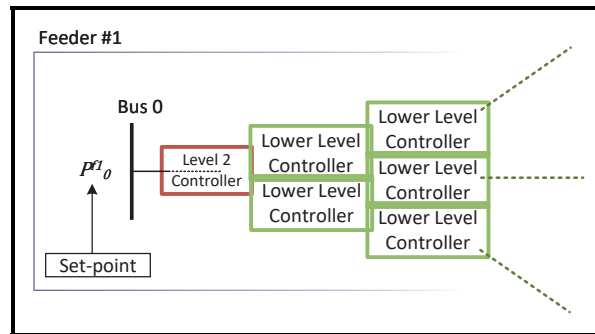 Feeder #1
Bus 0
P^{f1}_0
Set-point
Level 2
Controller
Lower Level
Controller
Lower Level
Controller
Lower Level
Controller
Lower Level
Controller
Lower Level
Controller